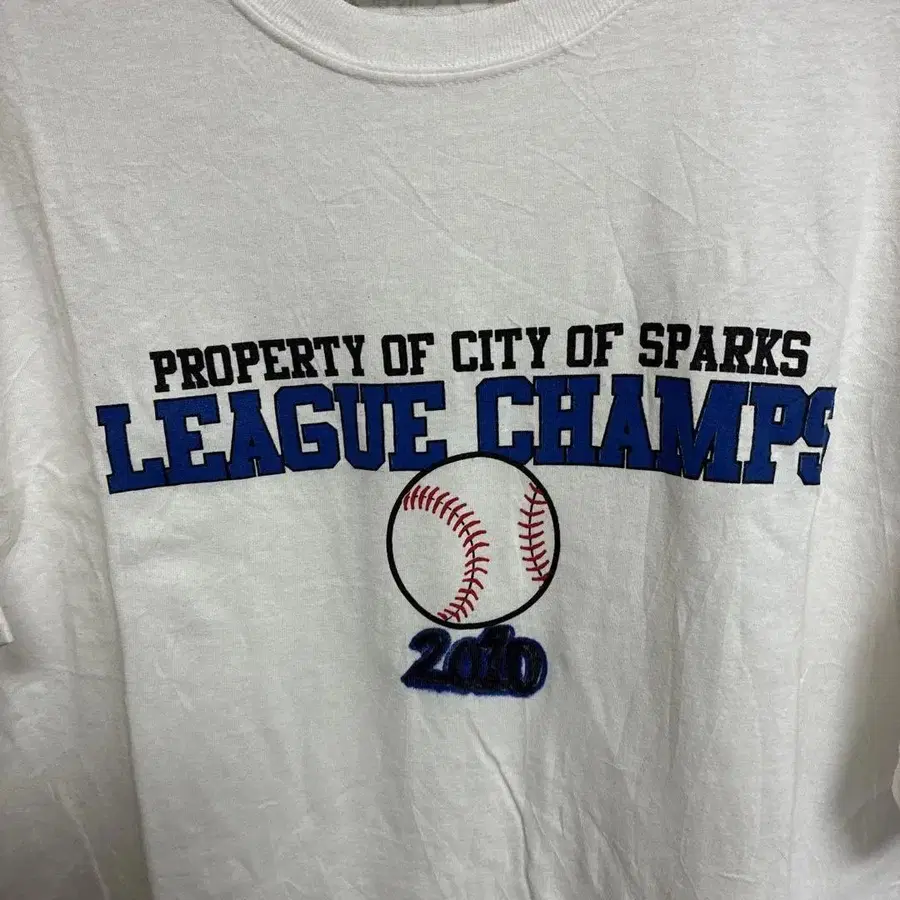 PROPERTY OF CITY OF SPARKS
LEAGUE CHAMPS
2010